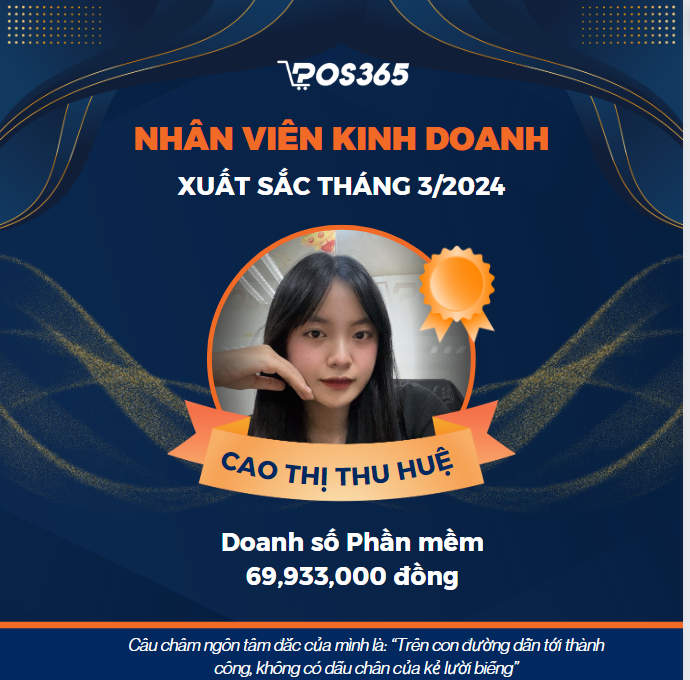 POS365
NHÂN VIÊN KINH DOANH
XUẤT SẮC THÁNG 3/2024
CAO THỊ THU HUỆ
Doanh số Phần mềm
69,933,000 đồng
Câu châm ngôn tâm đắc của mình là: “Trên con đường dẫn tới thành
công, không có dấu chân của kẻ lười biếng”